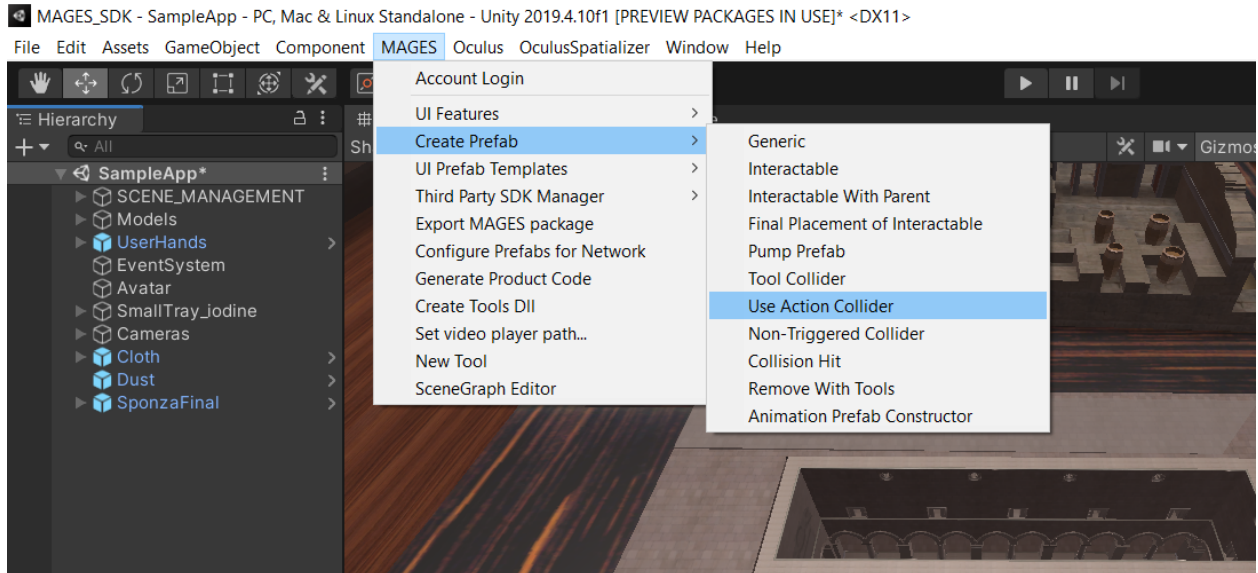 MAGES_SDK - SampleApp - PC, Mac & Linux Standalone - Unity 2019.4.10f1 [PREVIEW PACKAGES IN USE]* <DX11>
File Edit Assets GameObject Component MAGES Oculus OculusSpatializer Window Help
Account Login
Hierarchy
All
UI Features
Create Prefab
UI Prefab Templates
Third Party SDK Manager
Export MAGES package
Configure Prefabs for Network
Generate Product Code
Create Tools Dll
Set video player path...
New Tool
SceneGraph Editor
Generic
Interactable
Interactable With Parent
Final Placement of Interactable
Pump Prefab
Tool Collider
Use Action Collider
Non-Triggered Collider
Collision Hit
Remove With Tools
Animation Prefab Constructor
SampleApp*
SCENE_MANAGEMENT
Models
UserHands
EventSystem
Avatar
SmallTray_iodine
Cameras
Cloth
Dust
SponzaFinal